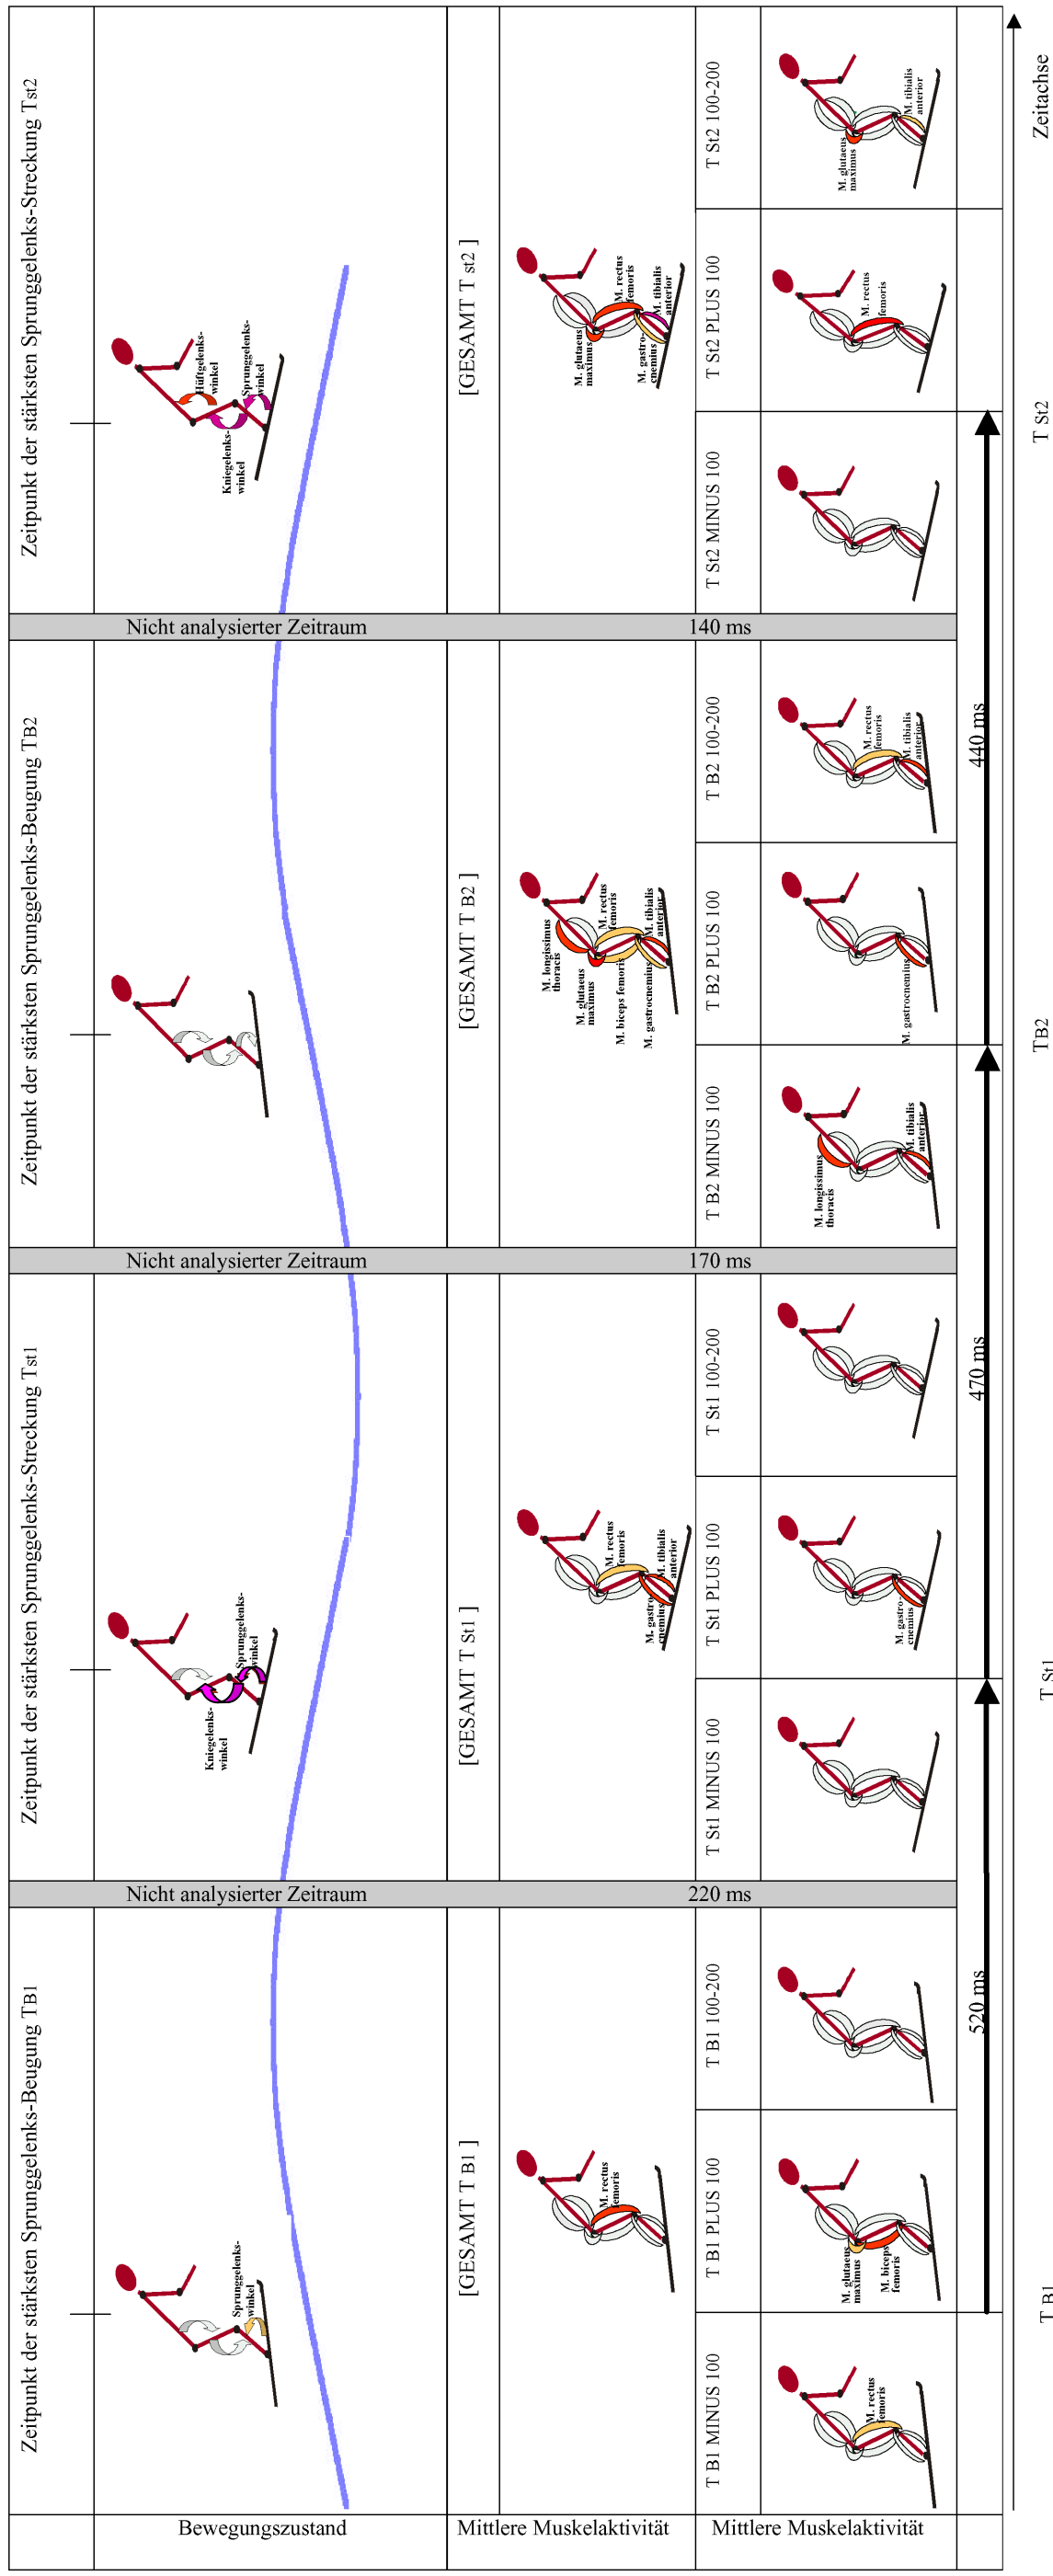 Zeitpunkt der stärksten Sprunggelenks-Beugung TB1
Zeitpunkt der stärksten Sprunggelenks-Streckung Tst1
Zeitpunkt der stärksten Sprunggelenks-Beugung TB2
Zeitpunkt der stärksten Sprunggelenks-Streckung Tst2
Bewegungszustand
Sprunggelenks-
winkel
Nicht analysierter Zeitraum
Kniegelenks-
winkel
Sprunggelenks-
winkel
Nicht analysierter Zeitraum
Nicht analysierter Zeitraum
Hüftgelenks-
winkel
Kniegelenks-
winkel
Sprunggelenks-
winkel
Mittlere Muskelaktivität
[GESAMT T B1 ]
M. rectus
femoris
[GESAMT T St1 ]
M. rectus
femoris
M. gastro-
cnemius
M. tibialis
anterior
[GESAMT T B2 ]
M. longissimus
thoracis
M. glutaeus
maximus
M. rectus
femoris
M. biceps femoris
M. tibialis
anterior
M. gastrocnemius
[GESAMT T st2 ]
M. glutaeus
maximus
M. rectus
femoris
M. gastro-
cnemius
M. tibialis
anterior
220 ms
170 ms
140 ms
Mittlere Muskelaktivität
T B1 MINUS 100
M. rectus
femoris
T B1 PLUS 100
M. glutaeus
maximus
M. biceps
femoris
T B1 100-200
T St1 MINUS 100
T St1 PLUS 100
M. gastro-
cnemius
T St1 100-200
T B2 MINUS 100
M. longissimus
thoracis
M. tibialis
anterior
T B2 PLUS 100
M. gastrocnemius
T B2 100-200
M. rectus
femoris
M. tibialis
anterior
T St2 MINUS 100
T St2 PLUS 100
M. rectus
femoris
T St2 100-200
M. glutaeus
maximus
M. tibialis
anterior
520 ms
470 ms
440 ms
T B1
T St1
TB2
T St2
Zeitachse